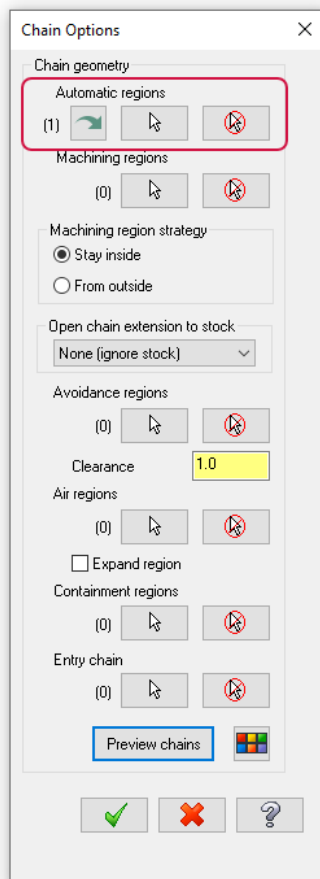 Chain Options
Chain geometry
Automatic regions
(1)
Machining regions
(0)
Machining region strategy
Stay inside
From outside
Open chain extension to stock
None (ignore stock)
Avoidance regions
(0)
Clearance 1.0
Air regions
(0)
Expand region
Containment regions
(0)
Entry chain
(0)
Preview chains